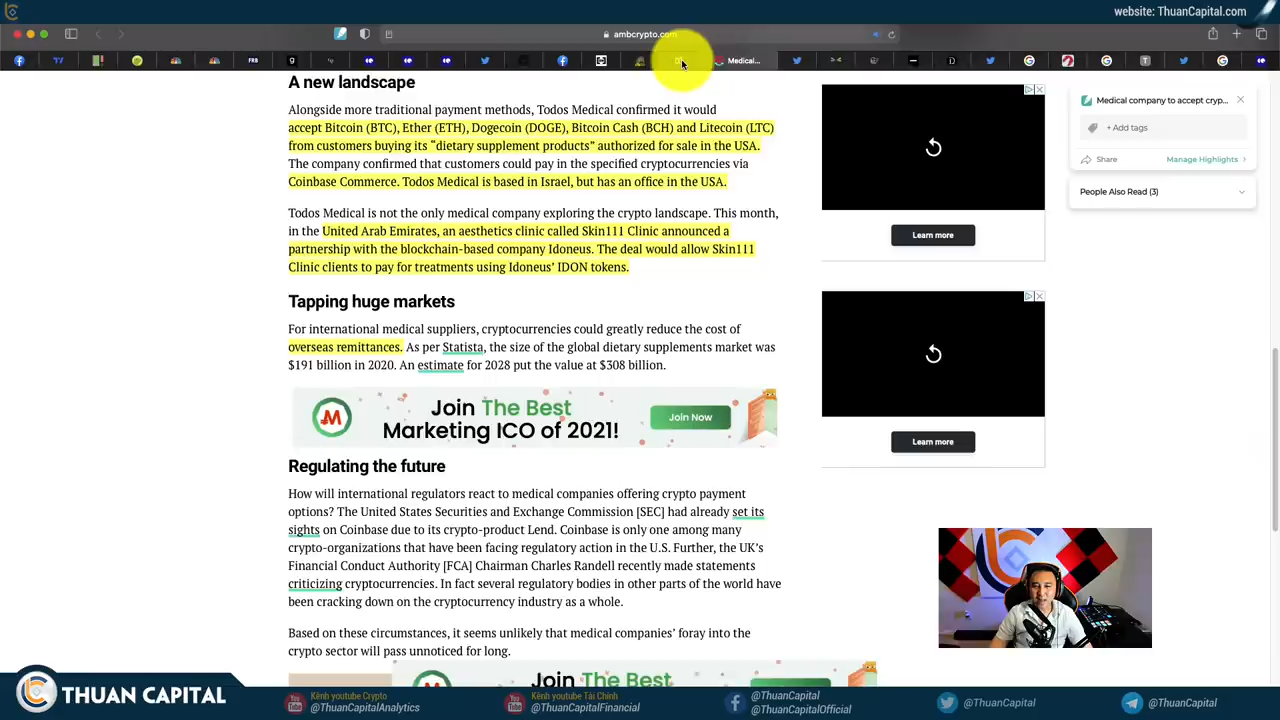 website: ThuanCapital.com
ambcrypto.com
Medical...
A new landscape
Alongside more traditional payment methods, Todos Medical confirmed it would
accept Bitcoin (BTC), Ether (ETH), Dogecoin (DOGE), Bitcoin Cash (BCH) and Litecoin (LTC)
from customers buying its “dietary supplement products” authorized for sale in the USA.
The company confirmed that customers could pay in the specified cryptocurrencies via
Coinbase Commerce. Todos Medical is based in Israel, but has an office in the USA.
Todos Medical is not the only medical company exploring the crypto landscape. This month,
in the United Arab Emirates, an aesthetics clinic called Skin111 Clinic announced a
partnership with the blockchain-based company Idoneus. The deal would allow Skin111
Clinic clients to pay for treatments using Idoneus’ IDON tokens.
Tapping huge markets
For international medical suppliers, cryptocurrencies could greatly reduce the cost of
overseas remittances. As per Statista, the size of the global dietary supplements market was
$191 billion in 2020. An estimate for 2028 put the value at $308 billion.
Join The Best
Marketing ICO of 2021!
Join Now
Regulating the future
How will international regulators react to medical companies offering crypto payment
options? The United States Securities and Exchange Commission [SEC] had already set its
sights on Coinbase due to its crypto-product Lend. Coinbase is only one among many
crypto-organizations that have been facing regulatory action in the U.S. Further, the UK’s
Financial Conduct Authority [FCA] Chairman Charles Randell recently made statements
criticizing cryptocurrencies. In fact several regulatory bodies in other parts of the world have
been cracking down on the cryptocurrency industry as a whole.
Based on these circumstances, it seems unlikely that medical companies’ foray into the
crypto sector will pass unnoticed for long.
Join The Best
Learn more
Learn more
Medical company to accept cryp...
+ Add tags
Share
Manage Highlights
People Also Read (3)
THUAN CAPITAL
Kênh youtube Crypto
@ThuanCapitalAnalytics
Kênh youtube Tài Chính
@ThuanCapitalFinancial
@ThuanCapital
@ThuanCapitalOfficial
@ThuanCapital
@ThuanCapital